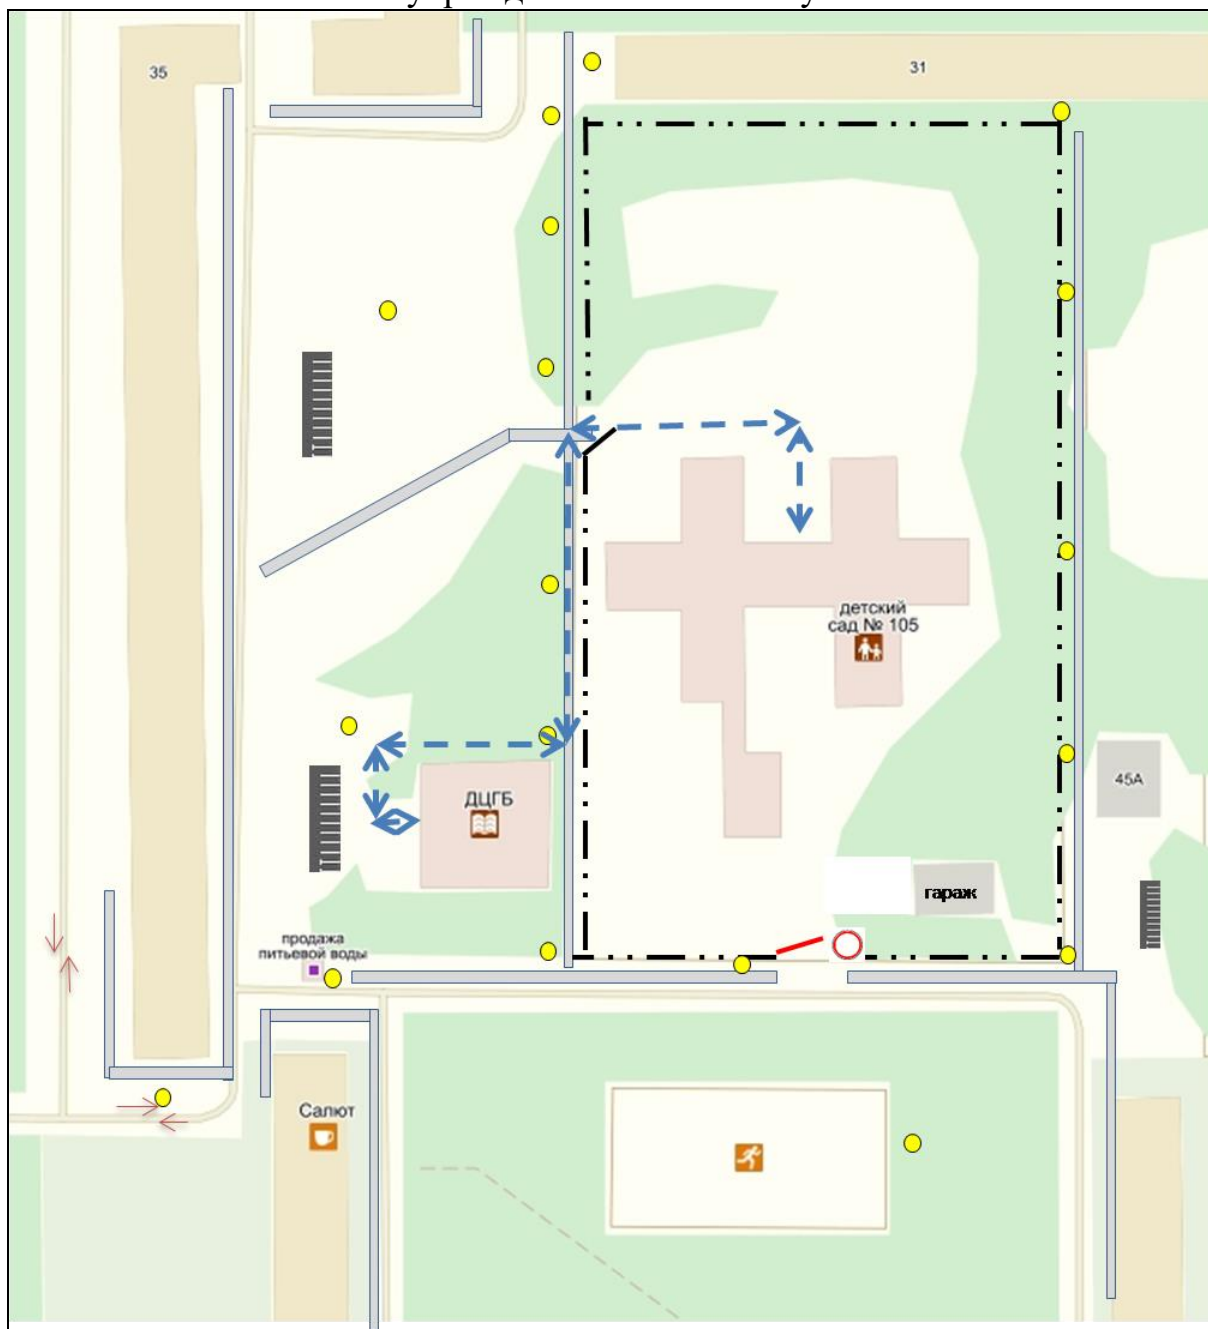 35
31
детский
сад № 105
ДЦГБ
45А
гараж
продажа
питьевой воды
Салют